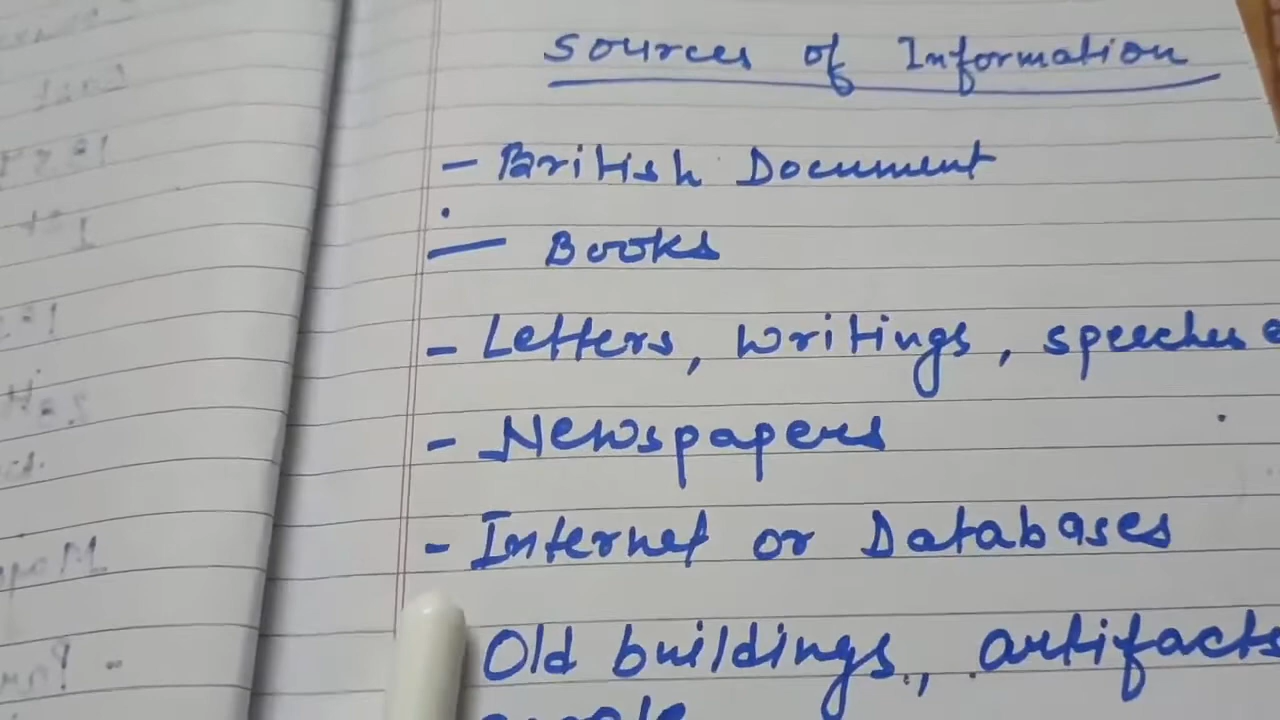 Sources of Information
- British Document
- Books
- Letters, writings, speeches
- Newspapers
- Internet or Databases
Old buildings, artifacts